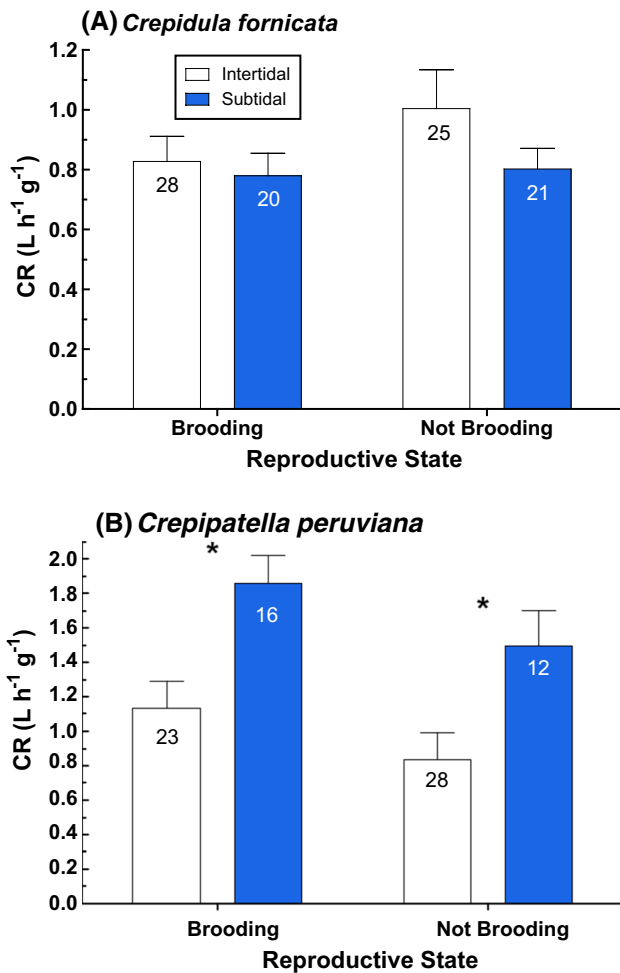 (A) Crepidula fornicata
1.2
1.0
0.8
0.6
0.4
0.2
0.0
CR (L h⁻¹ g⁻¹)
Intertidal
Subtidal
28
20
25
21
Brooding Not Brooding
Reproductive State
(B) Crepipatella peruviana
2.0
1.8
1.6
1.4
1.2
1.0
0.8
0.6
0.4
0.2
0.0
CR (L h⁻¹ g⁻¹)
*
*
23
16
28
12
Brooding Not Brooding
Reproductive State